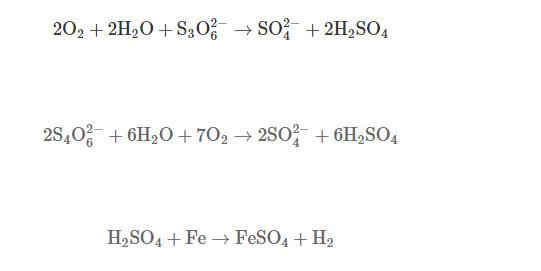 2O₂ + 2H₂O + S₃O₆²⁻ → SO₄²⁻ + 2H₂SO₄
2S₄O₆²⁻ + 6H₂O + 7O₂ → 2SO₄²⁻ + 6H₂SO₄
H₂SO₄ + Fe → FeSO₄ + H₂